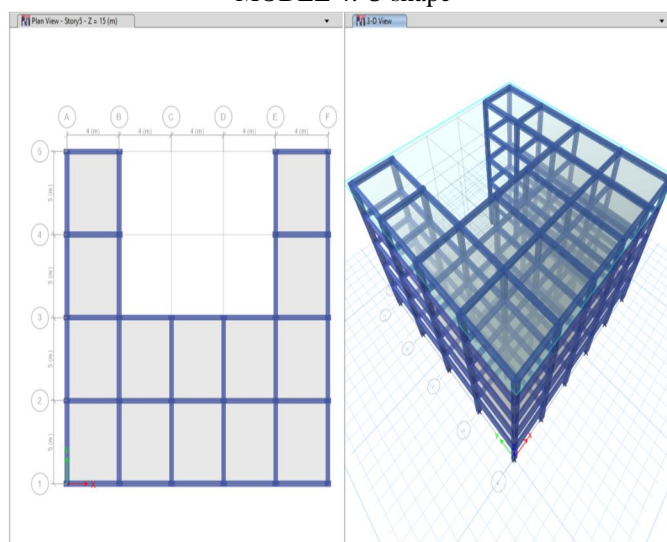 MODEL 4: U shape
Plan View - Story5 - Z = 15 (m)
3-D View
A B C D E F
4 (m) 4 (m) 4 (m) 4 (m) 4 (m)
5
5 (m)
4
5 (m)
3
5 (m)
2
5 (m)
1
X
X